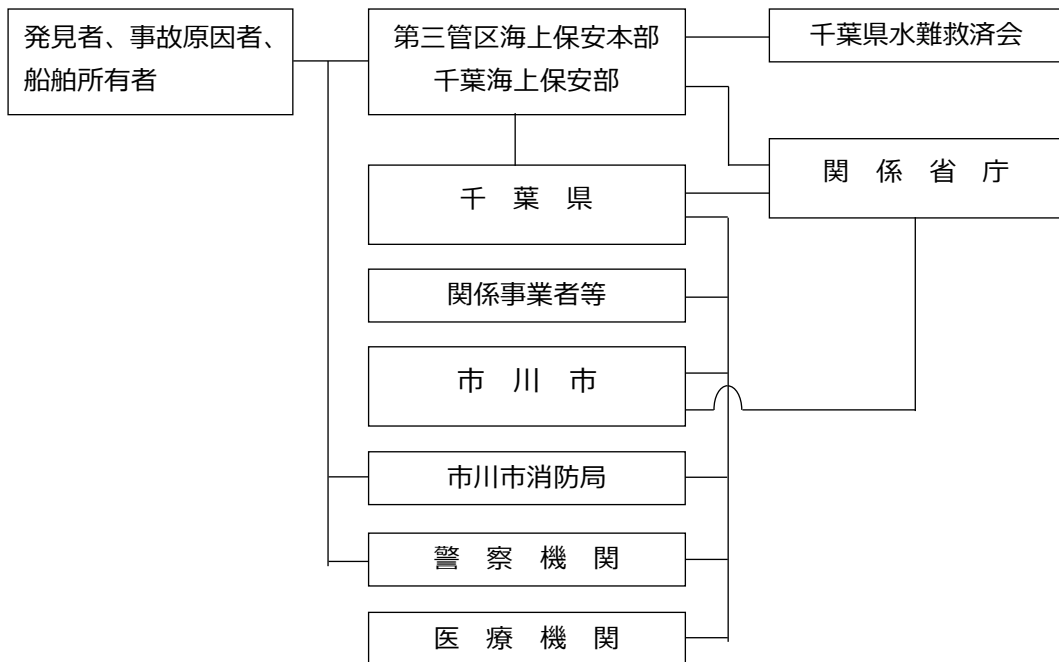 発見者、事故原因者、
船舶所有者
第三管区海上保安本部
千葉海上保安部
千葉県水難救済会
関　係　省　庁
千　葉　県
関係事業者等
市　川　市
市川市消防局
警　察　機　関
医　療　機　関